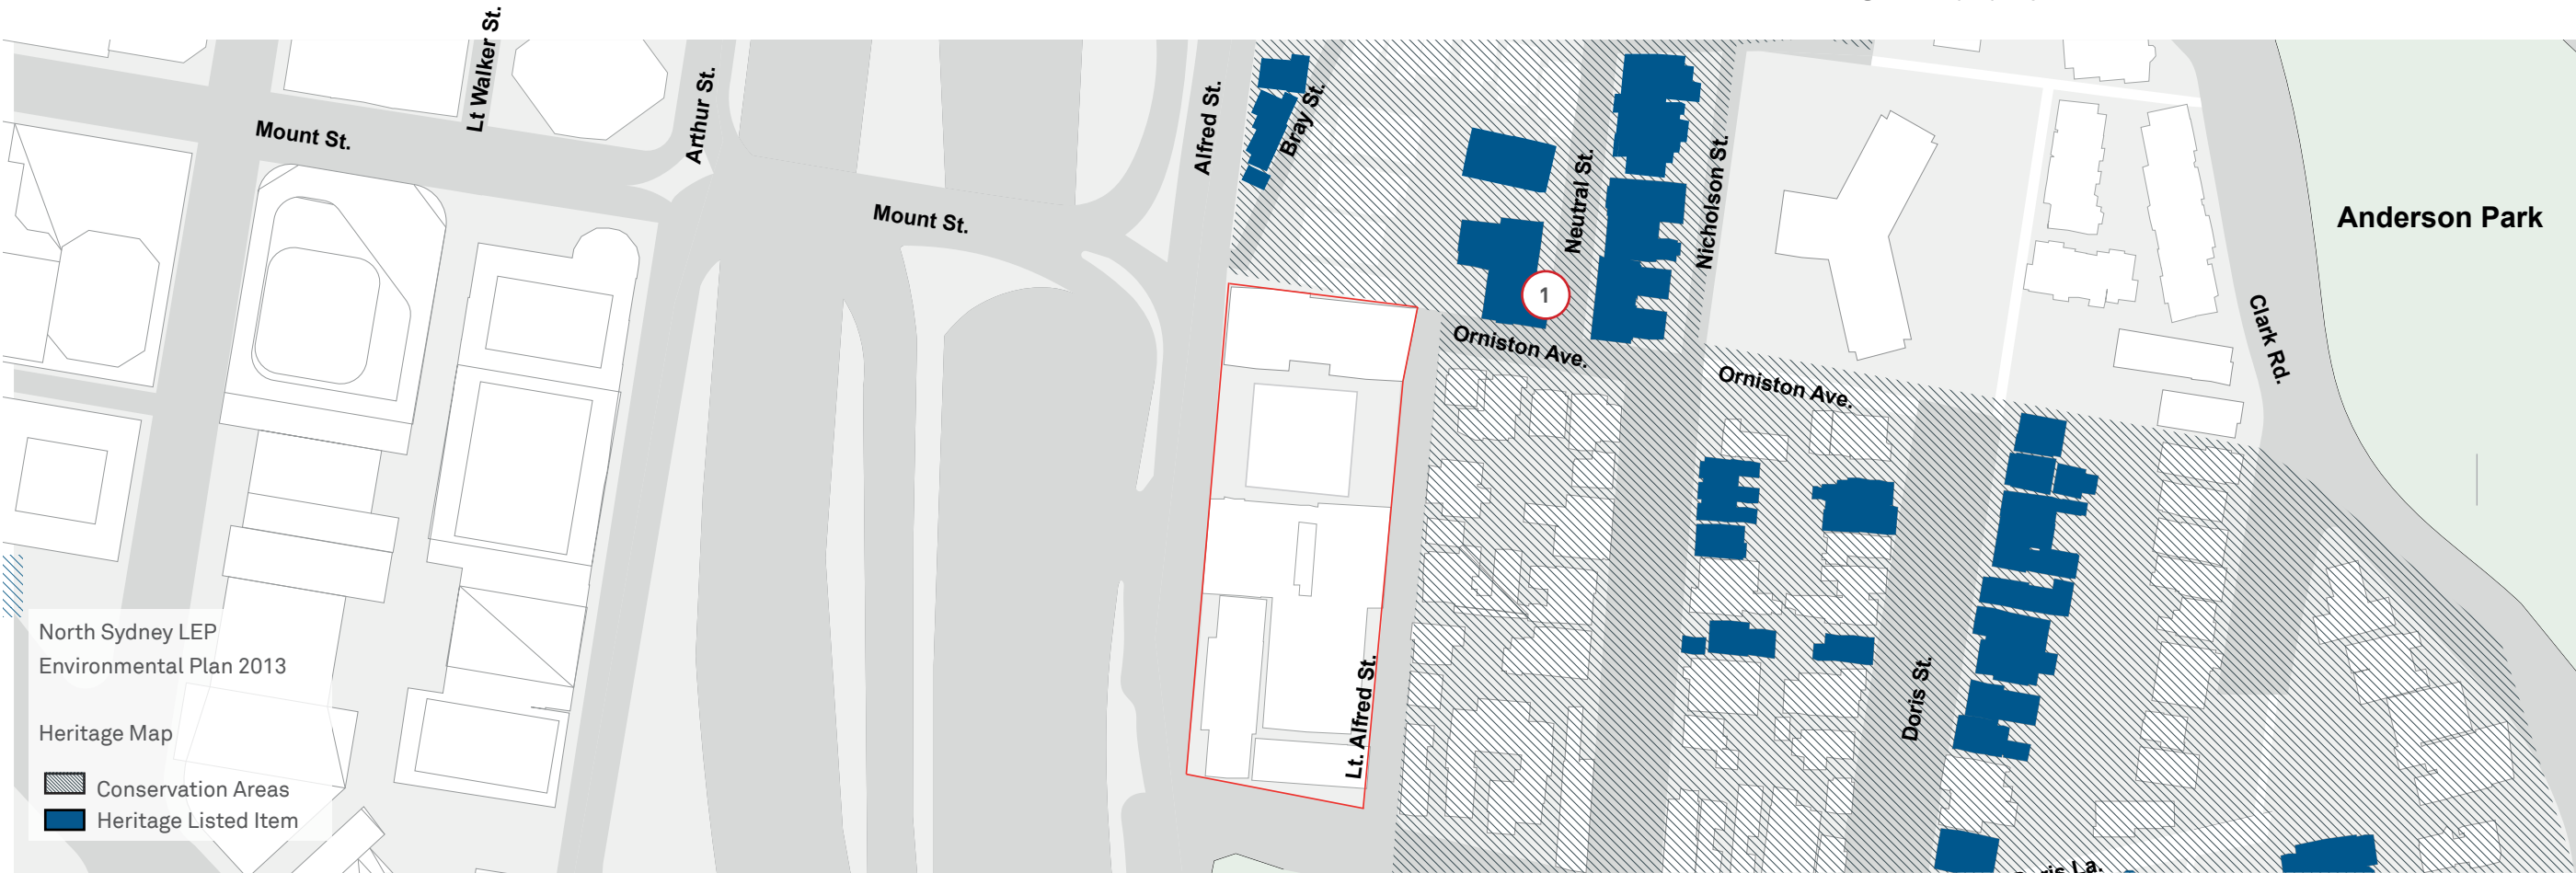 Lt Walker St.
Mount St.
Arthur St.
Alfred St.
Bray St.
Mount St.
Neutral St.
Nicholson St.
Anderson Park
1
Orniston Ave.
Orniston Ave.
Clark Rd.
Lt. Alfred St.
Doris St.
North Sydney LEP
Environmental Plan 2013
Heritage Map
Conservation Areas
Heritage Listed Item
La.